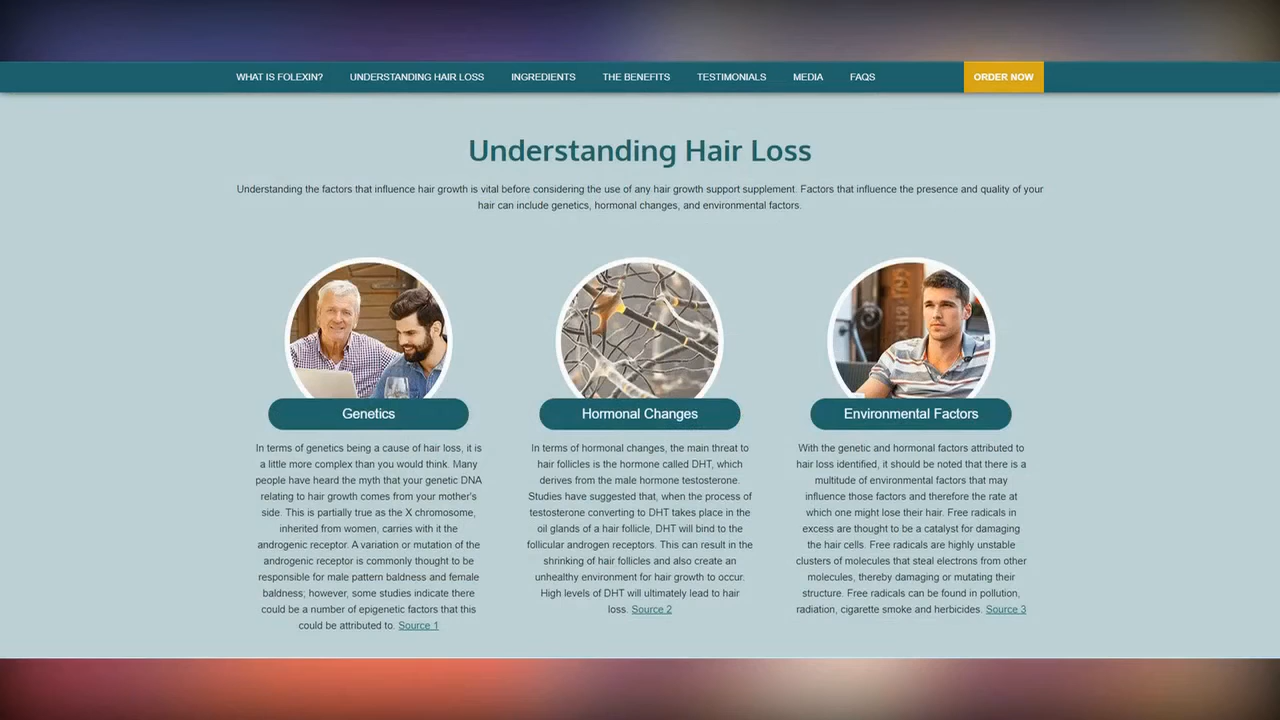 WHAT IS FOLEXIN? UNDERSTANDING HAIR LOSS INGREDIENTS THE BENEFITS TESTIMONIALS MEDIA FAQS ORDER NOW
Understanding Hair Loss
Understanding the factors that influence hair growth is vital before considering the use of any hair growth support supplement. Factors that influence the presence and quality of your
hair can include genetics, hormonal changes, and environmental factors.
Genetics
In terms of genetics being a cause of hair loss, it is
a little more complex than you would think. Many
people have heard the myth that your genetic DNA
relating to hair growth comes from your mother's
side. This is partially true as the X chromosome,
inherited from women, carries with it the
androgenic receptor. A variation or mutation of the
androgenic receptor is commonly thought to be
responsible for male pattern baldness and female
baldness; however, some studies indicate there
could be a number of epigenetic factors that this
could be attributed to. Source 1
Hormonal Changes
In terms of hormonal changes, the main threat to
hair follicles is the hormone called DHT, which
derives from the male hormone testosterone.
Studies have suggested that, when the process of
testosterone converting to DHT takes place in the
oil glands of a hair follicle, DHT will bind to the
follicular androgen receptors. This can result in the
shrinking of hair follicles and also create an
unhealthy environment for hair growth to occur.
High levels of DHT will ultimately lead to hair
loss. Source 2
Environmental Factors
With the genetic and hormonal factors attributed to
hair loss identified, it should be noted that there is a
multitude of environmental factors that may
influence those factors and therefore the rate at
which one might lose their hair. Free radicals in
excess are thought to be a catalyst for damaging
the hair cells. Free radicals are highly unstable
clusters of molecules that steal electrons from other
molecules, thereby damaging or mutating their
structure. Free radicals can be found in pollution,
radiation, cigarette smoke and herbicides. Source 3